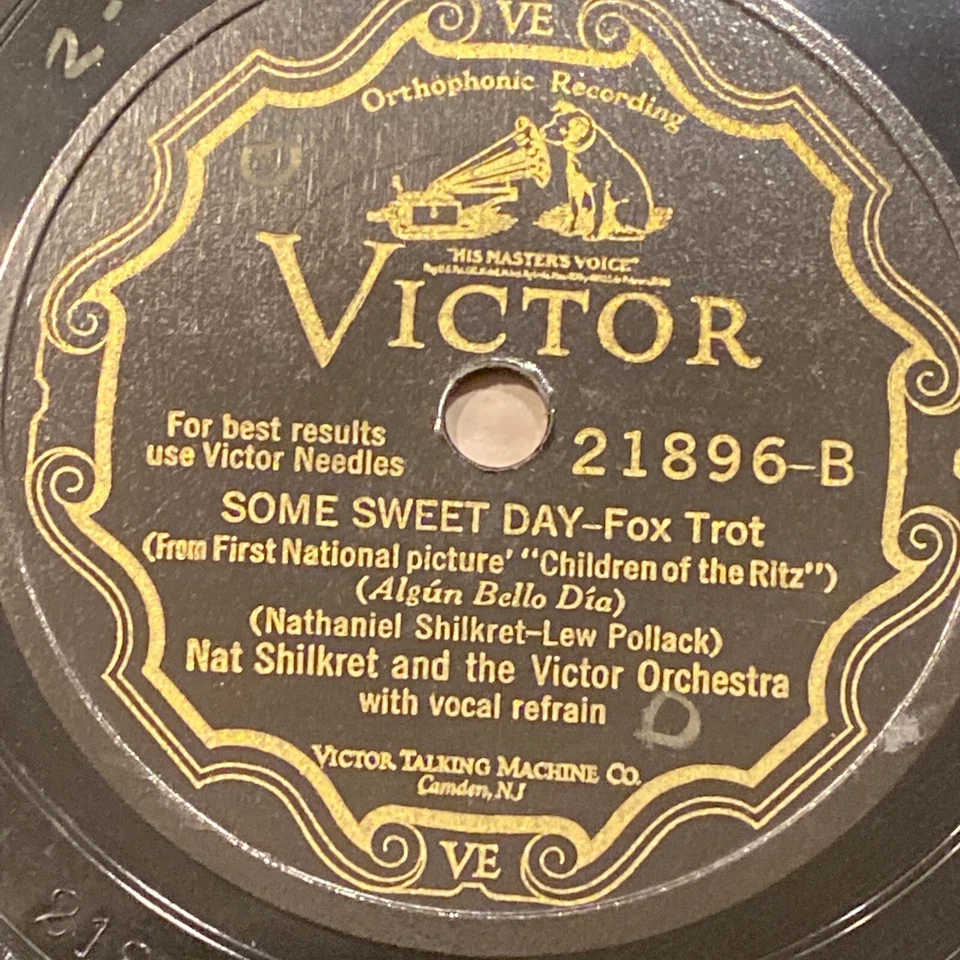 VE
Orthophonic Recording
"HIS MASTER'S VOICE"
VICTOR
For best results
use Victor Needles
21896-B
SOME SWEET DAY-Fox Trot
(From First National picture' "Children of the Ritz")
(Algún Bello Día)
(Nathaniel Shilkret-Lew Pollack)
Nat Shilkret and the Victor Orchestra
with vocal refrain
D
VICTOR TALKING MACHINE CO.
Camden, N.J
VE